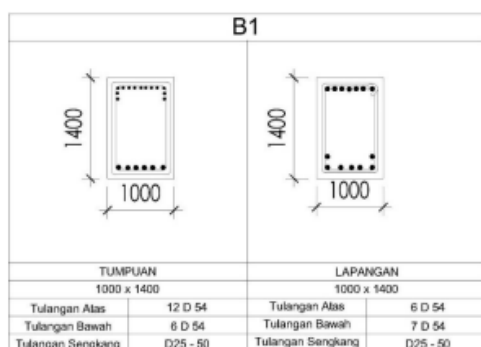 B1
1400
1000
1400
1000
TUMPUAN
LAPANGAN
1000 x 1400
1000 x 1400
Tulangan Atas 12 D 54
Tulangan Atas 6 D 54
Tulangan Bawah 6 D 54
Tulangan Bawah 7 D 54
Tulangan Sengkang D25 - 50
Tulangan Sengkang D25 - 50